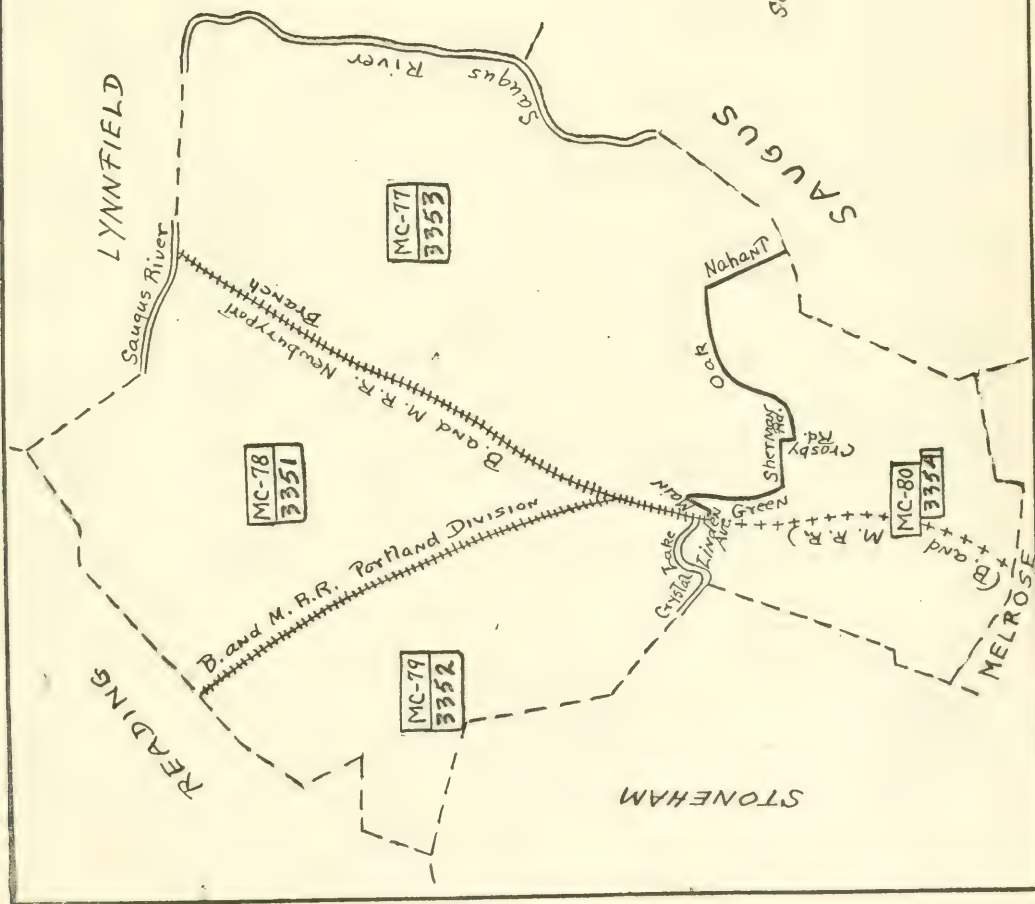 LYNNFIELD
Saugus River
Saugus River
SAUGUS
MC-77
3353
B. and M. R.R. Newburyport Branch
MC-78
3351
B. and M. R.R. Portland DIVISION
READING
MC-79
3352
STONEHAM
Nahant
Oak
Sherman Rd.
Crosby Rd.
Main
Green
Linden Ave
Crystal Lake
MC-80
3354
(B. and M. R.R.)
MELROSE